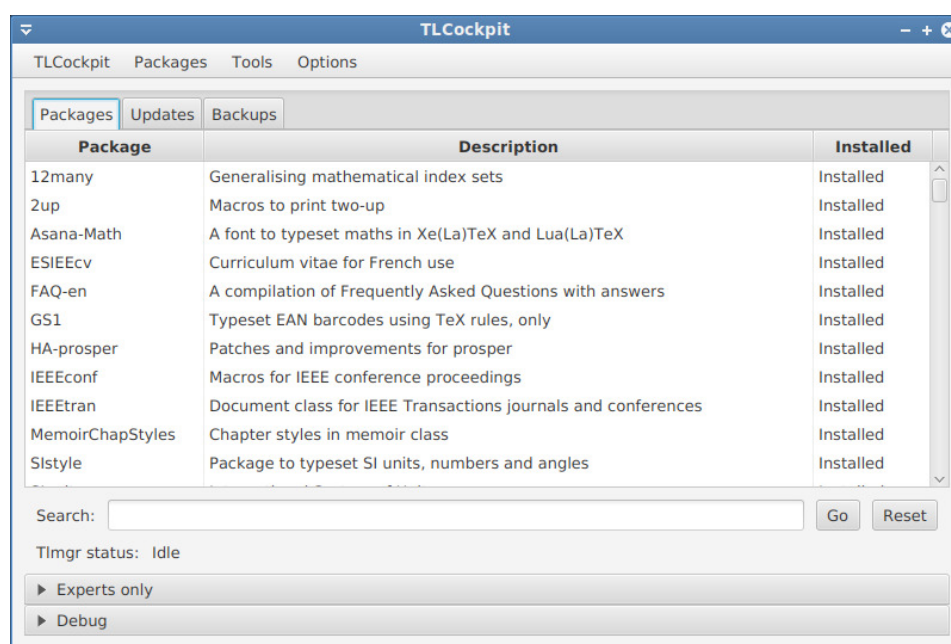 TLCockpit
TLCockpit Packages Tools Options
Packages Updates Backups
Package Description Installed
12many Generalising mathematical index sets Installed
2up Macros to print two-up Installed
Asana-Math A font to typeset maths in Xe(La)TeX and Lua(La)TeX Installed
ESIEEcv Curriculum vitae for French use Installed
FAQ-en A compilation of Frequently Asked Questions with answers Installed
GS1 Typeset EAN barcodes using TeX rules, only Installed
HA-prosper Patches and improvements for prosper Installed
IEEEconf Macros for IEEE conference proceedings Installed
IEEEtran Document class for IEEE Transactions journals and conferences Installed
MemoirChapStyles Chapter styles in memoir class Installed
SIstyle Package to typeset SI units, numbers and angles Installed
Search: Go Reset
Tlmgr status: Idle
Experts only
Debug